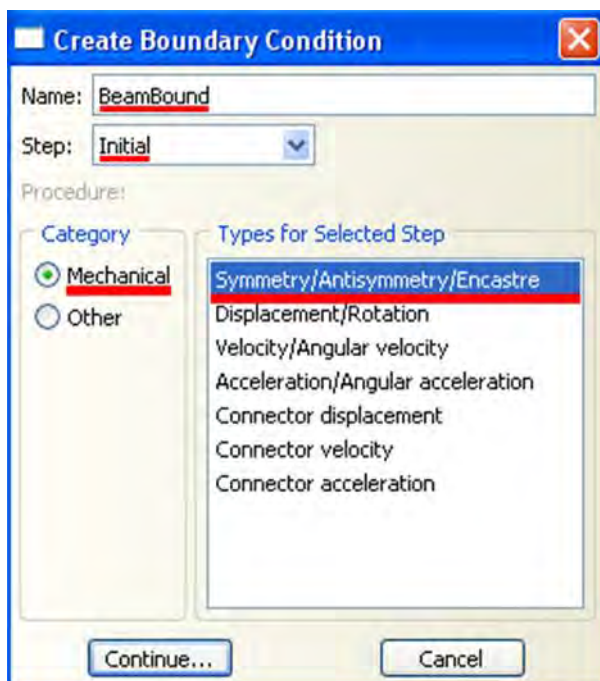 Create Boundary Condition
Name: BeamBound
Step: Initial
Procedure:
Category
Mechanical
Other
Types for Selected Step
Symmetry/Antisymmetry/Encastre
Displacement/Rotation
Velocity/Angular velocity
Acceleration/Angular acceleration
Connector displacement
Connector velocity
Connector acceleration
Continue... Cancel